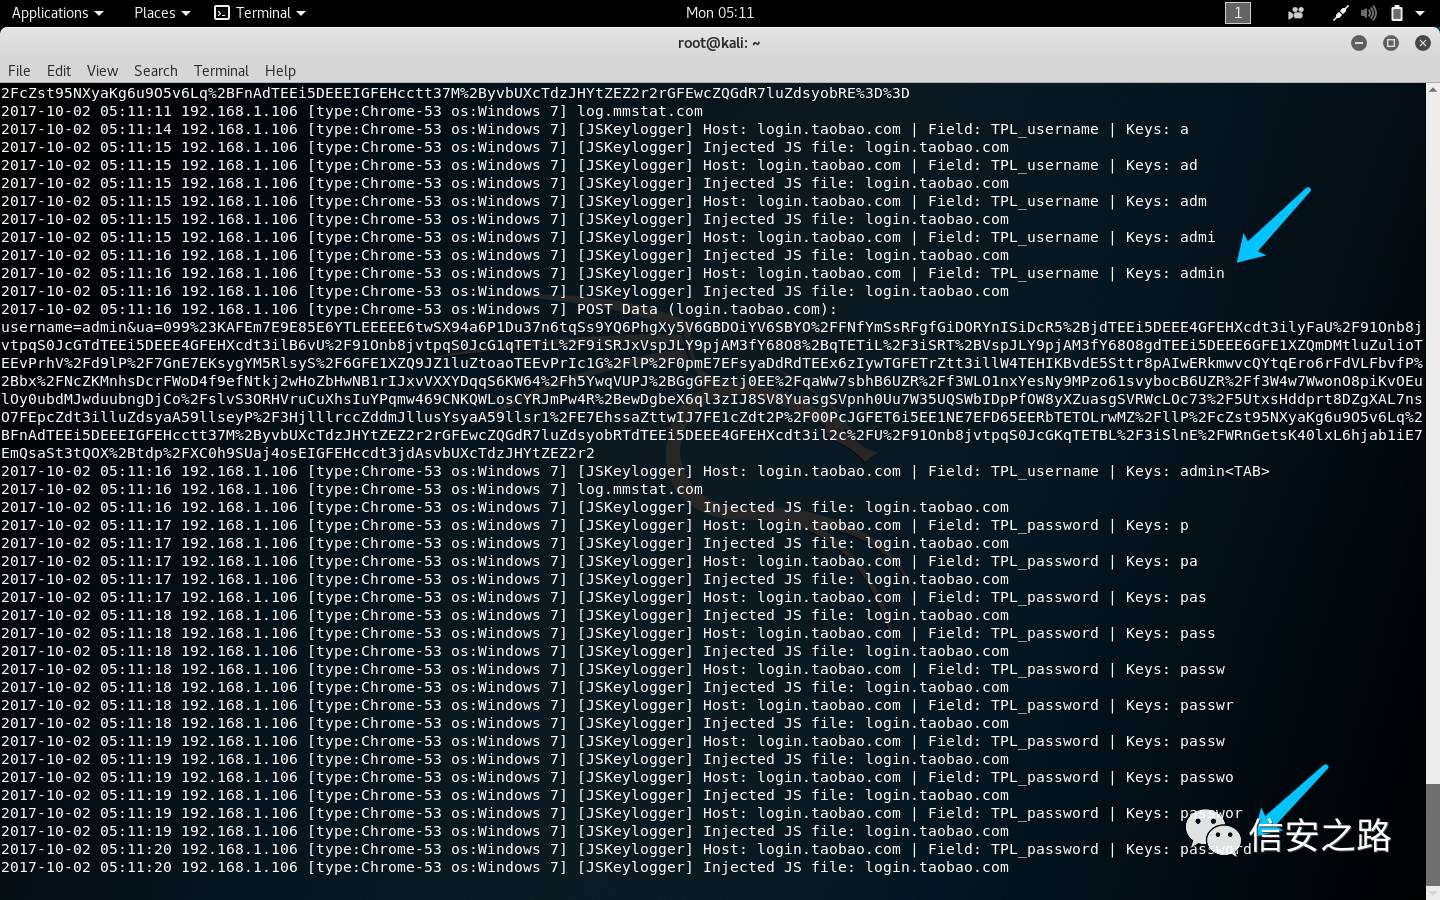 Applications Places Terminal Mon 05:11 1
root@kali: ~
File Edit View Search Terminal Help
2FcZst95NXyaKg6u9O5v6Lq%2BFnAdTEEi5DEEEIGFEHcctt37M%2ByvbUXcTdzJHYtZEZ2r2rGFEwcZQGdR7luZdsyobRE%3D%3D
2017-10-02 05:11:11 192.168.1.106 [type:Chrome-53 os:Windows 7] log.mmstat.com
2017-10-02 05:11:14 192.168.1.106 [type:Chrome-53 os:Windows 7] [JSKeylogger] Host: login.taobao.com | Field: TPL_username | Keys: a
2017-10-02 05:11:15 192.168.1.106 [type:Chrome-53 os:Windows 7] [JSKeylogger] Injected JS file: login.taobao.com
2017-10-02 05:11:15 192.168.1.106 [type:Chrome-53 os:Windows 7] [JSKeylogger] Host: login.taobao.com | Field: TPL_username | Keys: ad
2017-10-02 05:11:15 192.168.1.106 [type:Chrome-53 os:Windows 7] [JSKeylogger] Injected JS file: login.taobao.com
2017-10-02 05:11:15 192.168.1.106 [type:Chrome-53 os:Windows 7] [JSKeylogger] Host: login.taobao.com | Field: TPL_username | Keys: adm
2017-10-02 05:11:15 192.168.1.106 [type:Chrome-53 os:Windows 7] [JSKeylogger] Injected JS file: login.taobao.com
2017-10-02 05:11:15 192.168.1.106 [type:Chrome-53 os:Windows 7] [JSKeylogger] Host: login.taobao.com | Field: TPL_username | Keys: admi
2017-10-02 05:11:16 192.168.1.106 [type:Chrome-53 os:Windows 7] [JSKeylogger] Injected JS file: login.taobao.com
2017-10-02 05:11:16 192.168.1.106 [type:Chrome-53 os:Windows 7] [JSKeylogger] Host: login.taobao.com | Field: TPL_username | Keys: admin
2017-10-02 05:11:16 192.168.1.106 [type:Chrome-53 os:Windows 7] [JSKeylogger] Injected JS file: login.taobao.com
2017-10-02 05:11:16 192.168.1.106 [type:Chrome-53 os:Windows 7] POST Data (login.taobao.com):
username=admin&ua=099%23KAFEm7E9E85E6YTLEEEEE6twSX94a6P1Du37n6tqSs9YQ6PhgXy5V6GBDOiYV6SBYO%2FFNfYmSsRFgfGiDORYnISiDcR5%2BjdTEEi5DEEE4GFEHXcdt3ilyFaU%2F91Onb8j
vtpqS0JcGTdTEEi5DEEE4GFEHXcdt3ilB6vU%2F91Onb8jvtpqS0JcG1qTETiL%2F9iSRJxVspJLY9pjAM3fY68O8%2BqTETiL%2F3iSRT%2BVspJLY9pjAM3fY68O8gdTEEi5DEEE6GFE1XZQmDMtluZulioT
EEvPrhV%2Fd9lP%2F7GnE7EKsygYM5RlsyS%2F6GFE1XZQ9JZ1luZtoaoTEEvPrIc1G%2FlP%2F0pmE7EFsyaDdRdTEEx6zIywTGFETrZtt3illW4TEHIKBvdE5Sttr8pAIwERkmwvcQYtqEro6rFdVLFbvfP%
2Bbx%2FNcZKMnhsDcrFWoD4f9efNtkj2wHoZbHwNB1rIJxvVXXYDqqS6KW64%2Fh5YwqVUPJ%2BGgGFEztj0EE%2FqaWw7sbhB6UZR%2Ff3WLO1nxYesNy9MPzo61svybocB6UZR%2Ff3W4w7WwonO8piKvOEu
lOy0ubdMJwduubngDjCo%2FslvS3ORHVruCuXhsIuYPqmw469CNKQWLosCYRJmPw4R%2BewDgbeX6ql3zIJ8SV8YuasgSVpnh0Uu7W35UQSWbIDpPfOW8yXZuasgSVRWcLOc73%2F5UtxsHddprt8DZgXAL7ns
O7FEpcZdt3illuZdsyaA59llseyP%2F3HjlllrccZddmJllusYsyaA59llsr1%2FE7EhssaZttwIJ7FE1cZdt2P%2F00PcJGFET6i5EE1NE7EFD65EERbTETOLrwMZ%2FllP%2FcZst95NXyaKg6u9O5v6Lq%2
BFnAdTEEi5DEEEIGFEHcctt37M%2ByvbUXcTdzJHYtZEZ2r2rGFEwcZQGdR7luZdsyobRTdTEEi5DEEE4GFEHXcdt3il2c%2FU%2F91Onb8jvtpqS0JcGKqTETBL%2F3iSlnE%2FWRnGetsK40lxL6hjab1iE7
EmQsaSt3tQOX%2Btdp%2FXC0h9SUaj4osEIGFEHccdt3jdAsvbUXcTdzJHYtZEZ2r2
2017-10-02 05:11:16 192.168.1.106 [type:Chrome-53 os:Windows 7] [JSKeylogger] Host: login.taobao.com | Field: TPL_username | Keys: admin<TAB>
2017-10-02 05:11:16 192.168.1.106 [type:Chrome-53 os:Windows 7] log.mmstat.com
2017-10-02 05:11:16 192.168.1.106 [type:Chrome-53 os:Windows 7] [JSKeylogger] Injected JS file: login.taobao.com
2017-10-02 05:11:17 192.168.1.106 [type:Chrome-53 os:Windows 7] [JSKeylogger] Host: login.taobao.com | Field: TPL_password | Keys: p
2017-10-02 05:11:17 192.168.1.106 [type:Chrome-53 os:Windows 7] [JSKeylogger] Injected JS file: login.taobao.com
2017-10-02 05:11:17 192.168.1.106 [type:Chrome-53 os:Windows 7] [JSKeylogger] Host: login.taobao.com | Field: TPL_password | Keys: pa
2017-10-02 05:11:17 192.168.1.106 [type:Chrome-53 os:Windows 7] [JSKeylogger] Injected JS file: login.taobao.com
2017-10-02 05:11:17 192.168.1.106 [type:Chrome-53 os:Windows 7] [JSKeylogger] Host: login.taobao.com | Field: TPL_password | Keys: pas
2017-10-02 05:11:18 192.168.1.106 [type:Chrome-53 os:Windows 7] [JSKeylogger] Injected JS file: login.taobao.com
2017-10-02 05:11:18 192.168.1.106 [type:Chrome-53 os:Windows 7] [JSKeylogger] Host: login.taobao.com | Field: TPL_password | Keys: pass
2017-10-02 05:11:18 192.168.1.106 [type:Chrome-53 os:Windows 7] [JSKeylogger] Injected JS file: login.taobao.com
2017-10-02 05:11:18 192.168.1.106 [type:Chrome-53 os:Windows 7] [JSKeylogger] Host: login.taobao.com | Field: TPL_password | Keys: passw
2017-10-02 05:11:18 192.168.1.106 [type:Chrome-53 os:Windows 7] [JSKeylogger] Injected JS file: login.taobao.com
2017-10-02 05:11:18 192.168.1.106 [type:Chrome-53 os:Windows 7] [JSKeylogger] Host: login.taobao.com | Field: TPL_password | Keys: passwr
2017-10-02 05:11:18 192.168.1.106 [type:Chrome-53 os:Windows 7] [JSKeylogger] Injected JS file: login.taobao.com
2017-10-02 05:11:19 192.168.1.106 [type:Chrome-53 os:Windows 7] [JSKeylogger] Host: login.taobao.com | Field: TPL_password | Keys: passw
2017-10-02 05:11:19 192.168.1.106 [type:Chrome-53 os:Windows 7] [JSKeylogger] Injected JS file: login.taobao.com
2017-10-02 05:11:19 192.168.1.106 [type:Chrome-53 os:Windows 7] [JSKeylogger] Host: login.taobao.com | Field: TPL_password | Keys: passwo
2017-10-02 05:11:19 192.168.1.106 [type:Chrome-53 os:Windows 7] [JSKeylogger] Injected JS file: login.taobao.com
2017-10-02 05:11:19 192.168.1.106 [type:Chrome-53 os:Windows 7] [JSKeylogger] Host: login.taobao.com | Field: TPL_password | Keys: passwor
2017-10-02 05:11:19 192.168.1.106 [type:Chrome-53 os:Windows 7] [JSKeylogger] Injected JS file: login.taobao.com
信安之路
2017-10-02 05:11:20 192.168.1.106 [type:Chrome-53 os:Windows 7] [JSKeylogger] Host: login.taobao.com | Field: TPL_password | Keys: password
2017-10-02 05:11:20 192.168.1.106 [type:Chrome-53 os:Windows 7] [JSKeylogger] Injected JS file: login.taobao.com